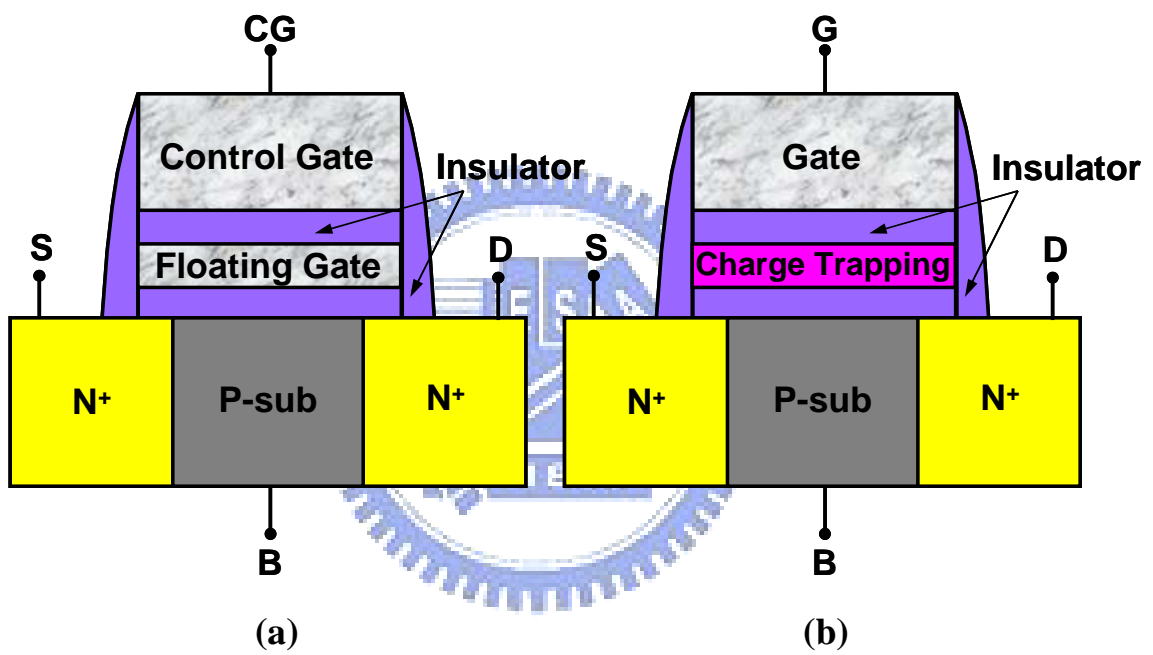 CG
Control Gate
Insulator
S
Floating Gate
D
N+
P-sub
N+
B
(a)
G
Gate
Insulator
S
Charge Trapping
D
N+
P-sub
N+
B
(b)